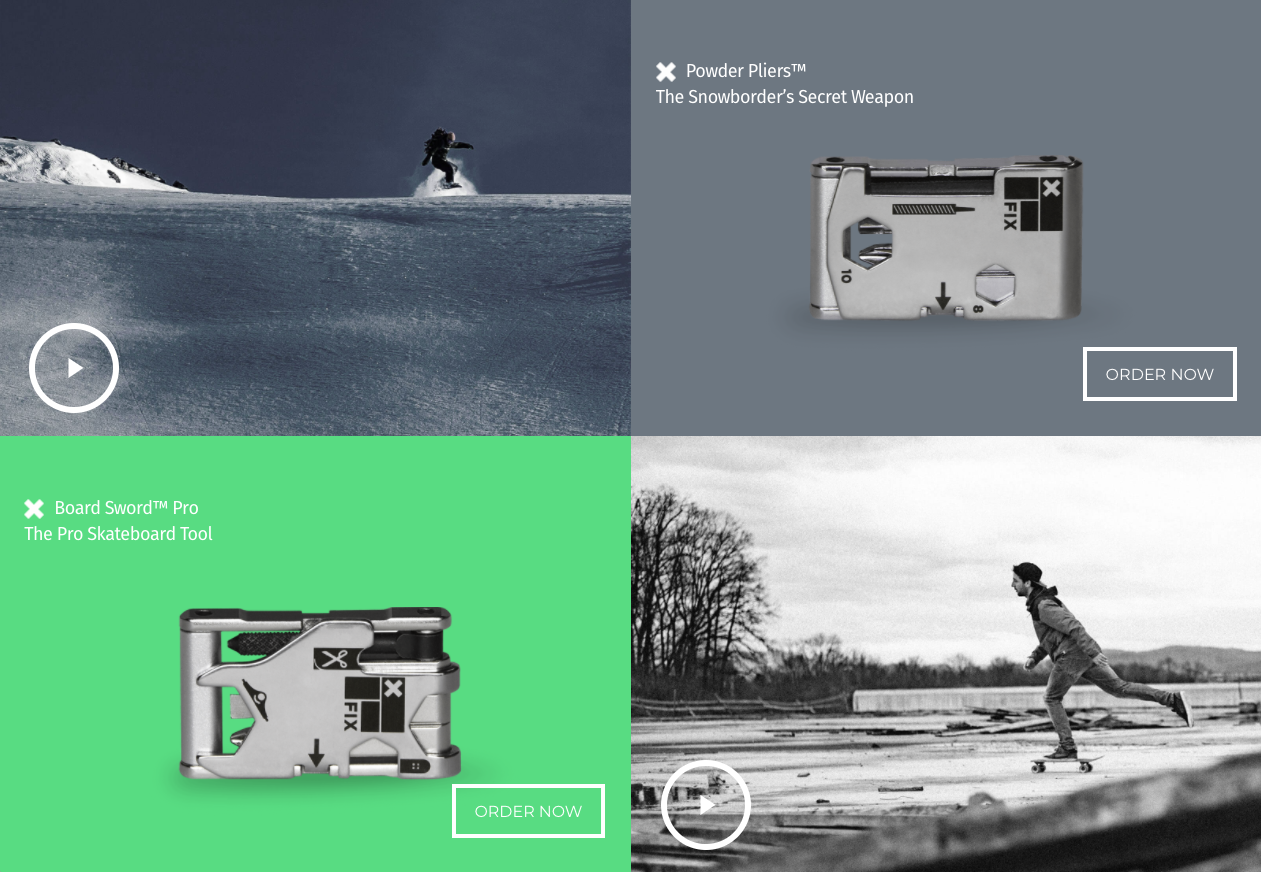 Powder Pliers™
The Snowborder’s Secret Weapon
FIX
10
8
ORDER NOW
Board Sword™ Pro
The Pro Skateboard Tool
FIX
ORDER NOW